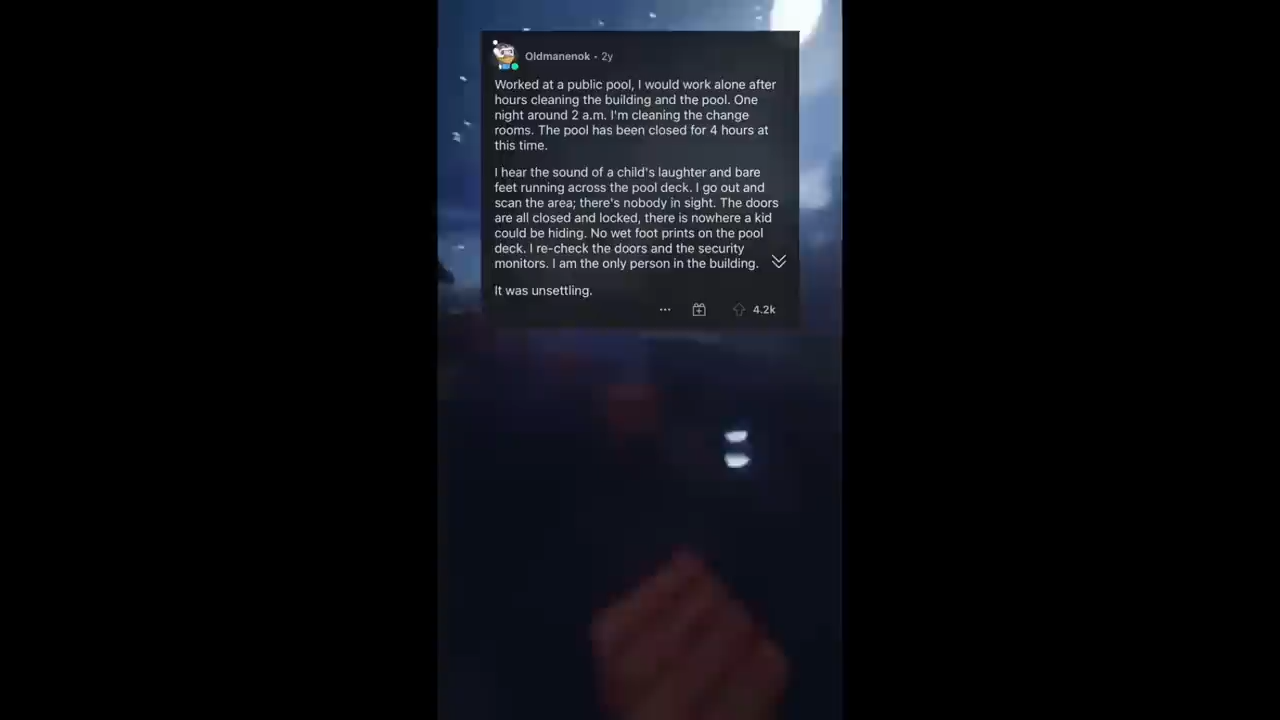 Oldmanenok · 2y
Worked at a public pool, I would work alone after
hours cleaning the building and the pool. One
night around 2 a.m. I'm cleaning the change
rooms. The pool has been closed for 4 hours at
this time.
I hear the sound of a child's laughter and bare
feet running across the pool deck. I go out and
scan the area; there's nobody in sight. The doors
are all closed and locked, there is nowhere a kid
could be hiding. No wet foot prints on the pool
deck. I re-check the doors and the security
monitors. I am the only person in the building.
It was unsettling.
4.2k